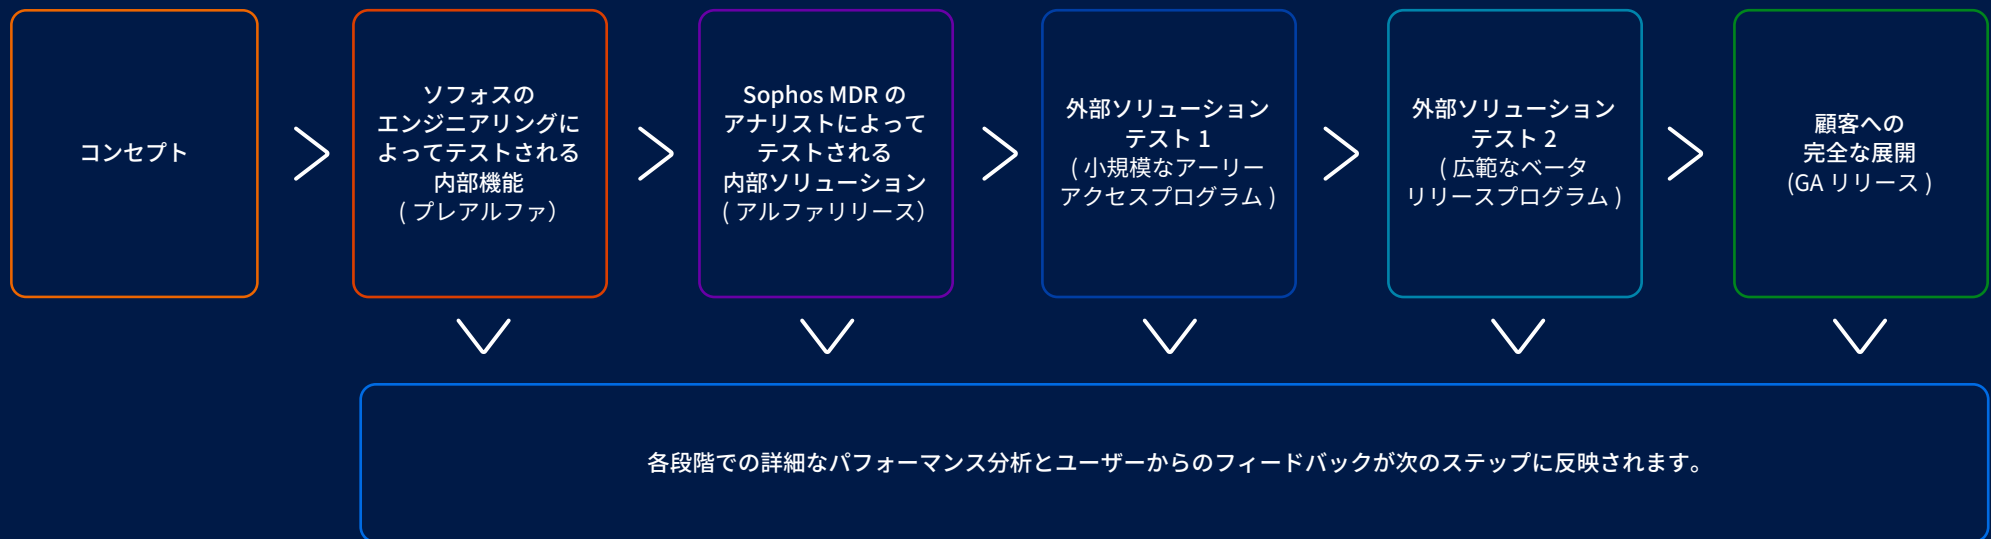 コンセプト
ソフォスの
エンジニアリングに
よってテストされる
内部機能
( プレアルファ）
Sophos MDR の
アナリストによって
テストされる
内部ソリューション
( アルファリリース）
外部ソリューション
テスト 1
( 小規模なアーリー
アクセスプログラム )
外部ソリューション
テスト 2
( 広範なベータ
リリースプログラム )
顧客への
完全な展開
(GA リリース )
各段階での詳細なパフォーマンス分析とユーザーからのフィードバックが次のステップに反映されます。